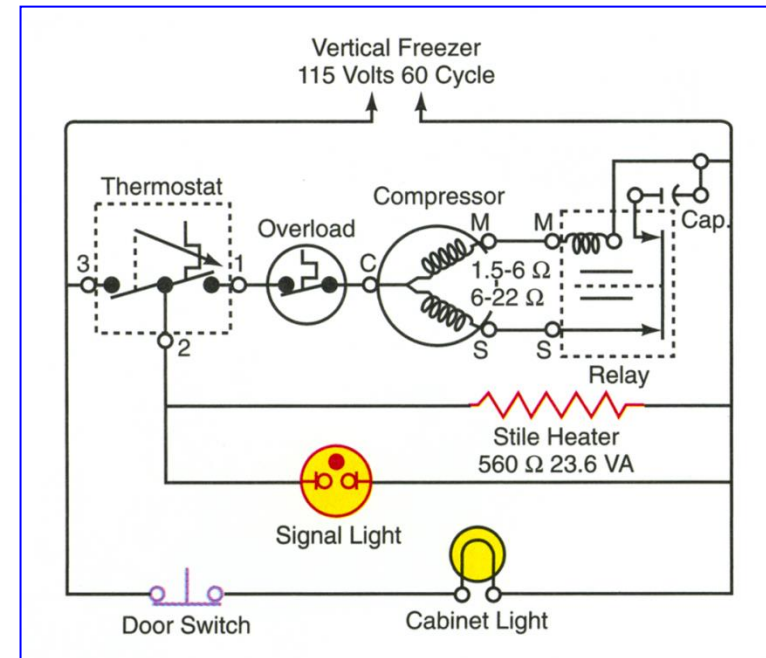 Vertical Freezer
115 Volts 60 Cycle
Thermostat
Compressor
Cap.
Overload
M
M
3
1
C
1.5-6 Ω
6-22 Ω
2
S
S
Relay
Stile Heater
560 Ω 23.6 VA
Signal Light
Door Switch
Cabinet Light